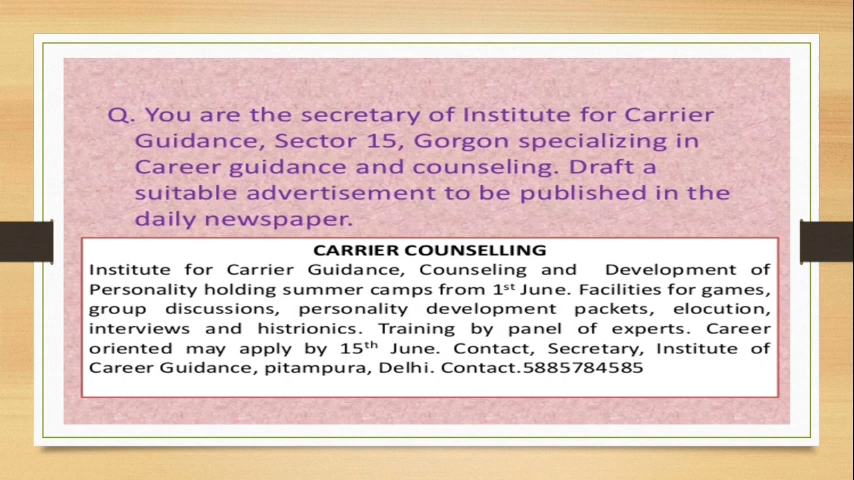 Q. You are the secretary of Institute for Carrier
Guidance, Sector 15, Gorgon specializing in
Career guidance and counseling. Draft a
suitable advertisement to be published in the
daily newspaper.
CARRIER COUNSELLING
Institute for Carrier Guidance, Counseling and Development of
Personality holding summer camps from 1st June. Facilities for games,
group discussions, personality development packets, elocution,
interviews and histrionics. Training by panel of experts. Career
oriented may apply by 15th June. Contact, Secretary, Institute of
Career Guidance, pitampura, Delhi. Contact.5885784585